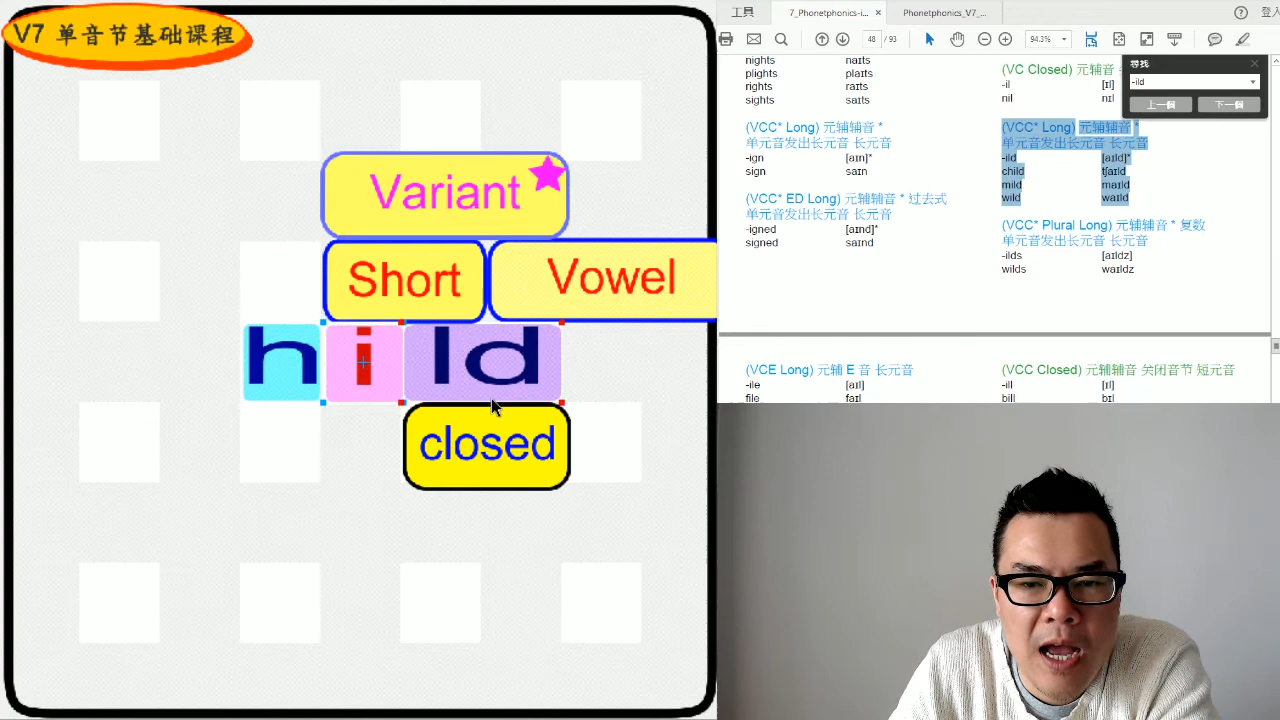 V7 单音节基础课程
Variant
Short
Vowel
h i ld
closed
工具
7_Phonetphonics-i... ×
Phonetphonics_V7_...
48 / 93
94.3%
寻找
-ild
上一個
下一個
nights naɪts
plights plaɪts
rights raɪts
sights saɪts
(VCC* Long) 元辅辅音 *
单元音发出长元音 长元音
-ign [aɪn]*
sign saɪn
(VCC* ED Long) 元辅辅音 * 过去式
单元音发出长元音 长元音
-igned [aɪnd]*
signed saɪnd
(VC Closed) 元辅音
-il [ɪl]
nil nɪl
(VCC* Long) 元辅辅音 *
单元音发出长元音 长元音
-ild [aɪld]*
child tʃaɪld
mild maɪld
wild waɪld
(VCC* Plural Long) 元辅辅音 * 复数
单元音发出长元音 长元音
-ilds [aɪldz]
wilds waɪldz
(VCE Long) 元辅 E 音 长元音
-ile [aɪl]
file faɪl
(VCC Closed) 元辅辅音 关闭音节 短元音
-ill [ɪl]
bill bɪl